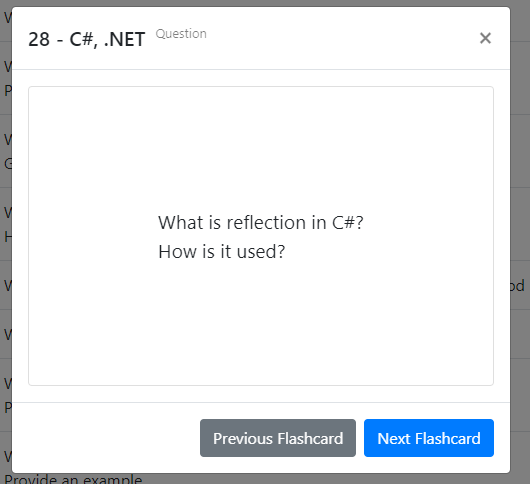 28 - C#, .NET Question ×
What is reflection in C#?
How is it used?
Previous Flashcard Next Flashcard
Provide an example